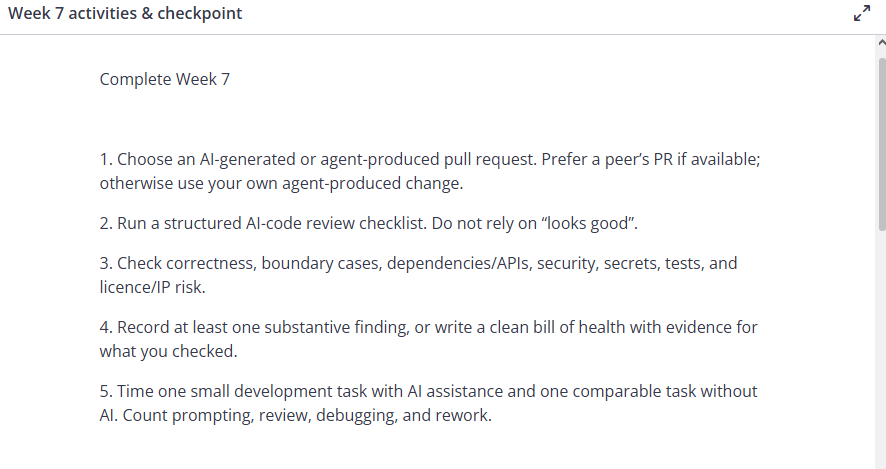 Week 7 activities & checkpoint
Complete Week 7
1. Choose an AI-generated or agent-produced pull request. Prefer a peer’s PR if available;
otherwise use your own agent-produced change.
2. Run a structured AI-code review checklist. Do not rely on “looks good”.
3. Check correctness, boundary cases, dependencies/APIs, security, secrets, tests, and
licence/IP risk.
4. Record at least one substantive finding, or write a clean bill of health with evidence for
what you checked.
5. Time one small development task with AI assistance and one comparable task without
AI. Count prompting, review, debugging, and rework.